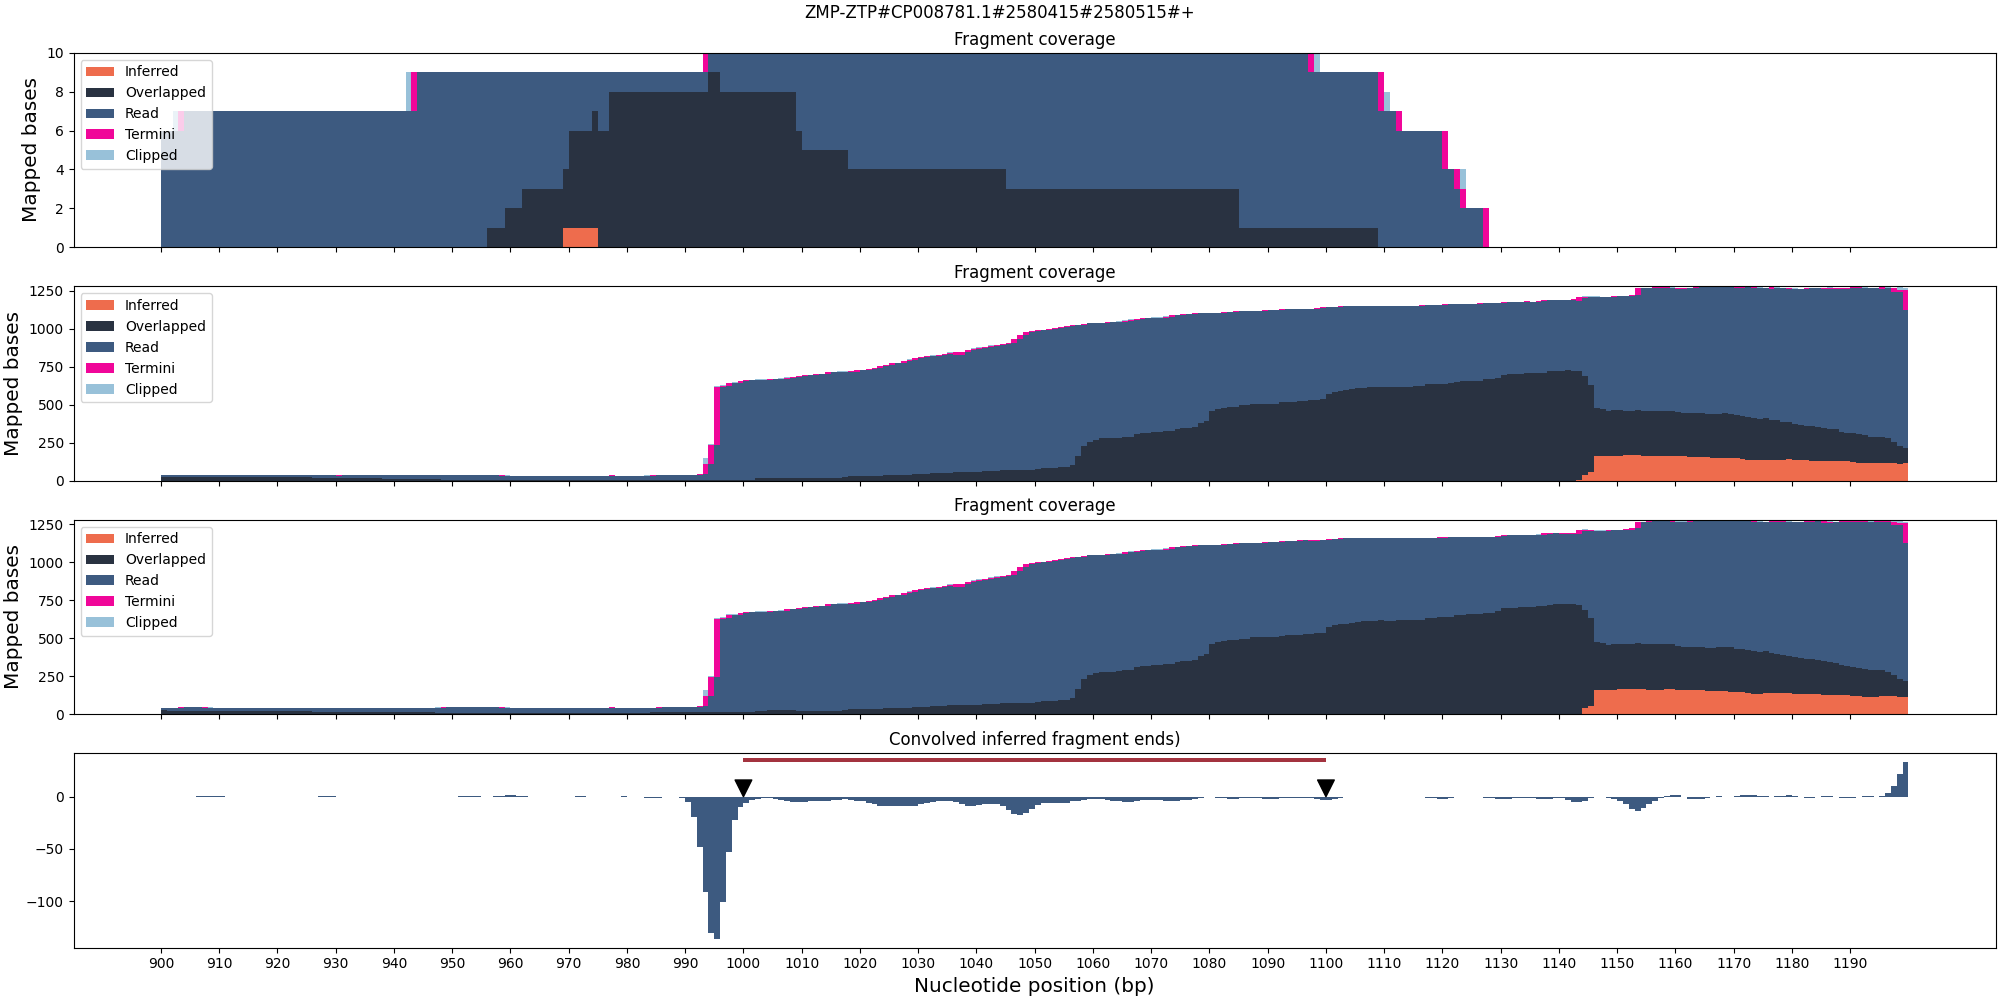 ZMP-ZTP#CP008781.1#2580415#2580515#+
Fragment coverage
Mapped bases
10
8
6
4
2
0
Inferred
Overlapped
Read
Termini
Clipped
Fragment coverage
Mapped bases
1250
1000
750
500
250
0
Inferred
Overlapped
Read
Termini
Clipped
Fragment coverage
Mapped bases
1250
1000
750
500
250
0
Inferred
Overlapped
Read
Termini
Clipped
Convolved inferred fragment ends)
0
−50
−100
900 910 920 930 940 950 960 970 980 990 1000 1010 1020 1030 1040 1050 1060 1070 1080 1090 1100 1110 1120 1130 1140 1150 1160 1170 1180 1190
Nucleotide position (bp)